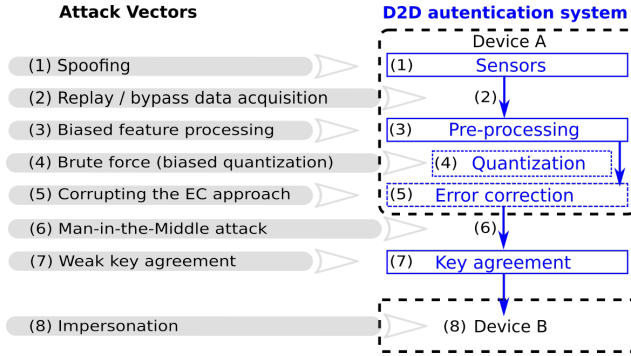 Attack Vectors
D2D autentication system
Device A
(1) Spoofing
(1) Sensors
(2) Replay / bypass data acquisition
(2)
(3) Biased feature processing
(3) Pre-processing
(4) Brute force (biased quantization)
(4) Quantization
(5) Corrupting the EC approach
(5) Error correction
(6) Man-in-the-Middle attack
(6)
(7) Weak key agreement
(7) Key agreement
(8) Impersonation
(8) Device B